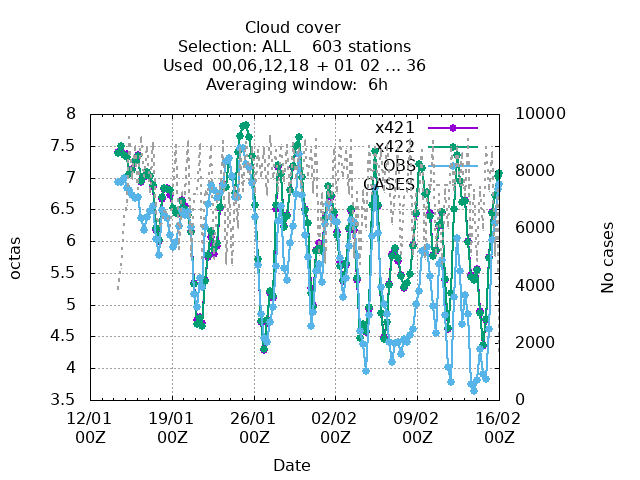 Cloud cover
Selection: ALL    603 stations
Used  00,06,12,18  + 01 02 ... 36
Averaging window:  6h
8
7.5
7
6.5
6
5.5
5
4.5
4
3.5
octas
10000
8000
6000
4000
2000
0
No cases
x421
x422
OBS
CASES
12/01 19/01 26/01 02/02 09/02 16/02
00Z 00Z 00Z 00Z 00Z 00Z
Date